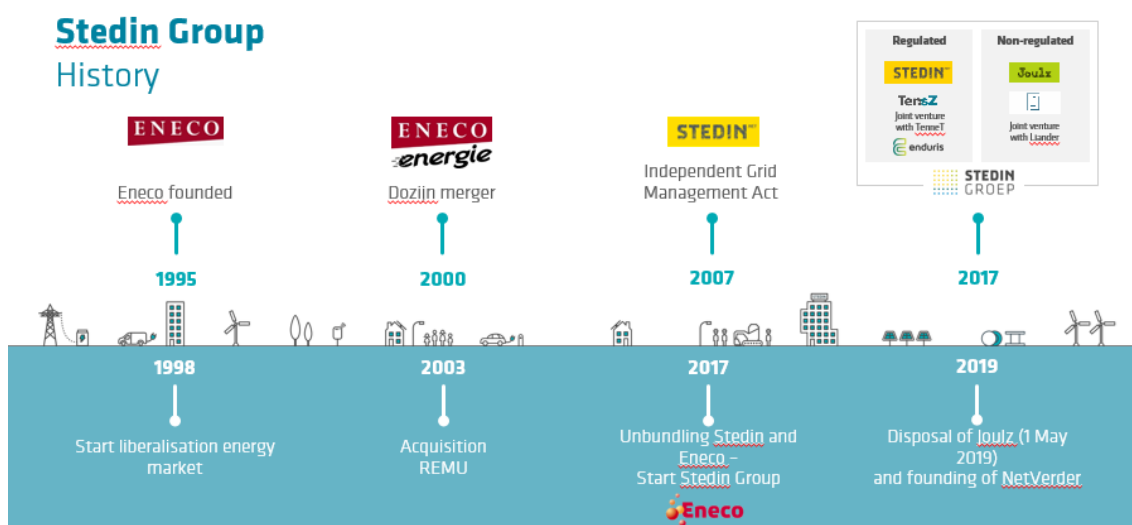 Stedin Group
History
ENECO
Eneco founded
1995
ENECO
energie
Dozijn merger
2000
STEDIN.NET
Independent Grid
Management Act
2007
Regulated
STEDIN.NET
TensZ
Joint venture
with TenneT
enduris
Non-regulated
Joulz
Joint venture
with Liander
STEDIN
GROEP
2017
1998
Start liberalisation energy
market
2003
Acquisition
REMU
2017
Unbundling Stedin and
Eneco –
Start Stedin Group
Eneco
2019
Disposal of Joulz (1 May
2019)
and founding of NetVerder